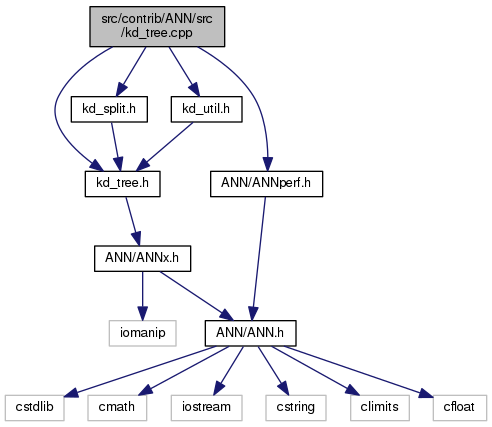 src/contrib/ANN/src
/kd_tree.cpp
kd_split.h
kd_util.h
kd_tree.h
ANN/ANNperf.h
ANN/ANNx.h
iomanip
ANN/ANN.h
cstdlib
cmath
iostream
cstring
climits
cfloat